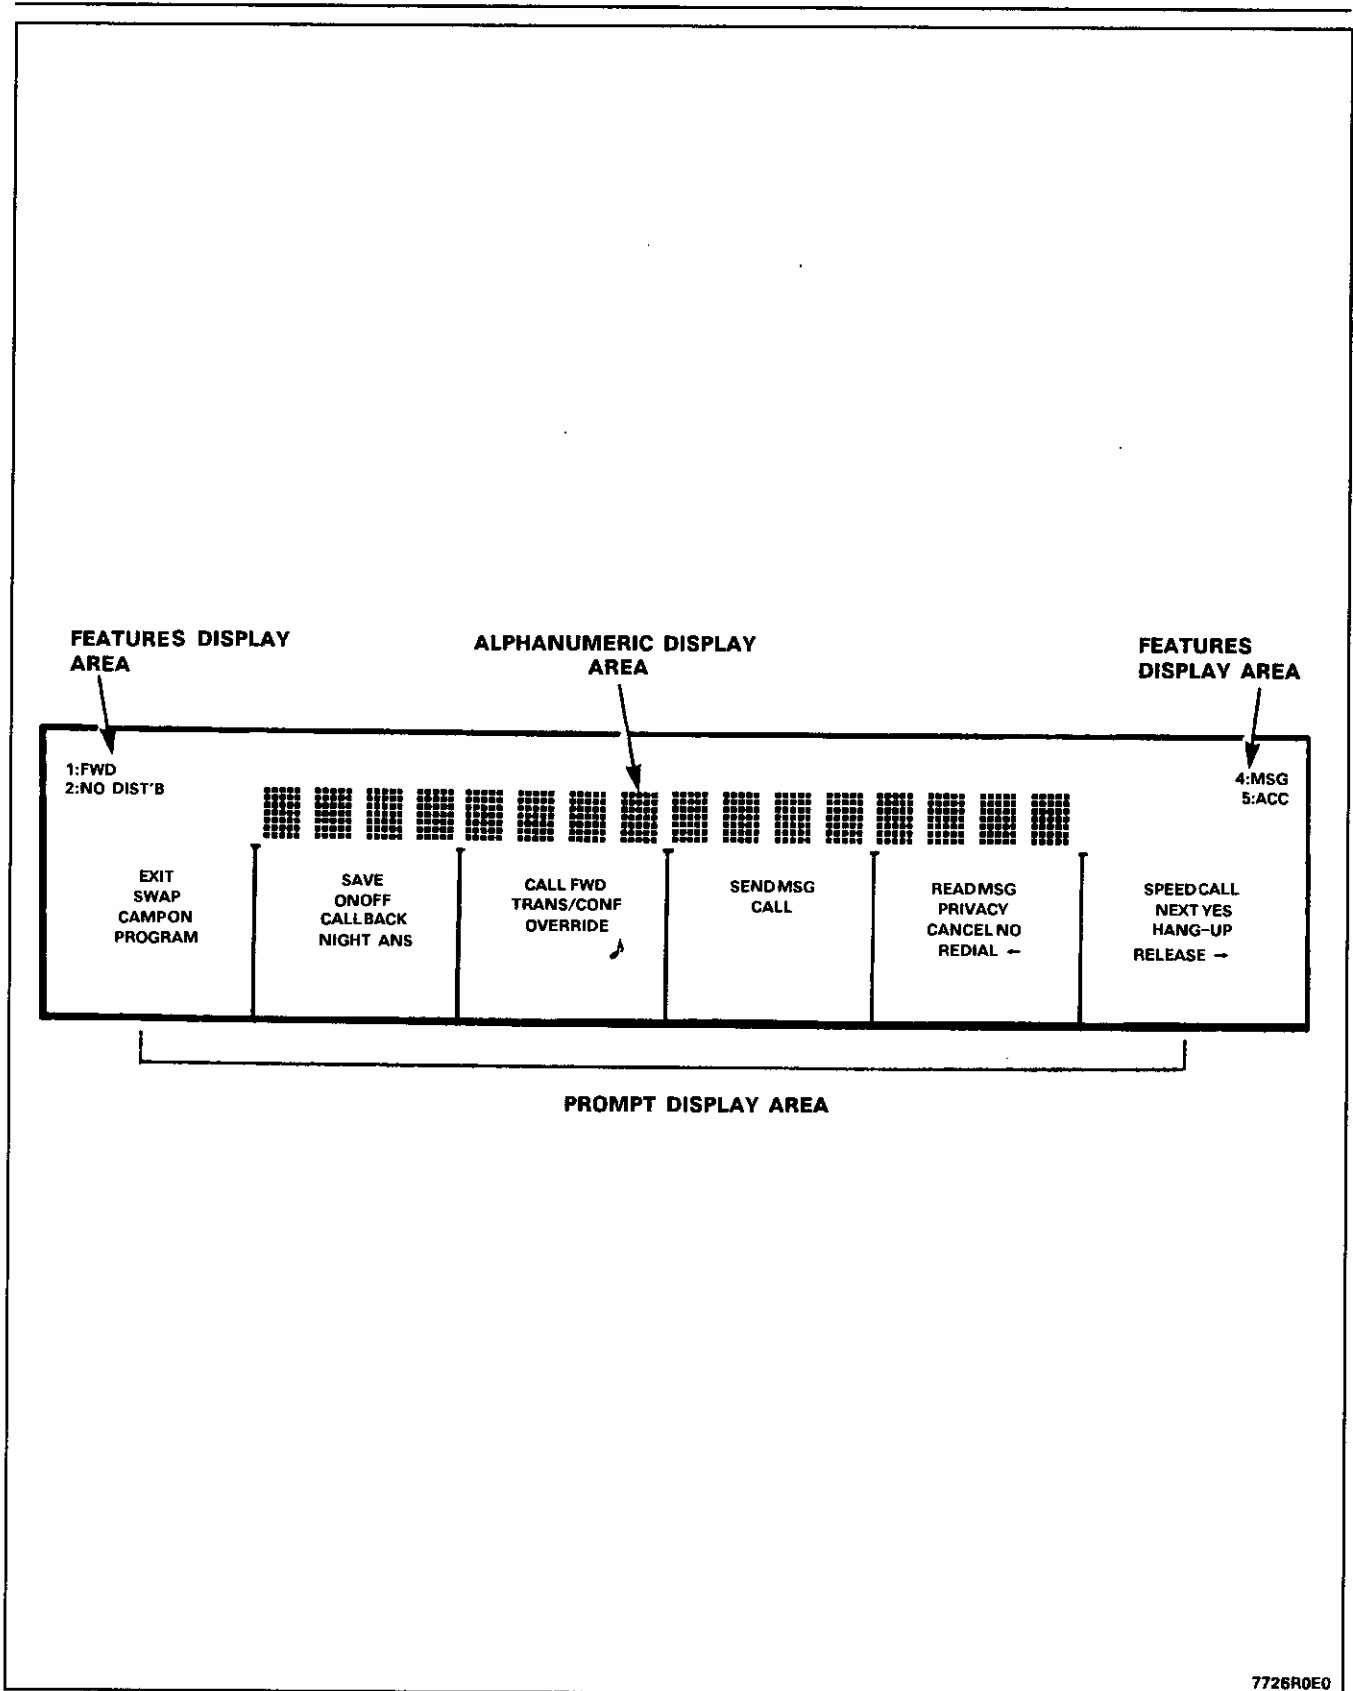 FEATURES DISPLAY
AREA
ALPHANUMERIC DISPLAY
AREA
FEATURES
DISPLAY AREA
1:FWD
2:NO DIST'B
4:MSG
5:ACC
EXIT
SWAP
CAMPON
PROGRAM
SAVE
ONOFF
CALLBACK
NIGHT ANS
CALL FWD
TRANS/CONF
OVERRIDE
♪
SENDMSG
CALL
READMSG
PRIVACY
CANCEL NO
REDIAL ←
SPEEDCALL
NEXT YES
HANG-UP
RELEASE →
PROMPT DISPLAY AREA
7726R0E0